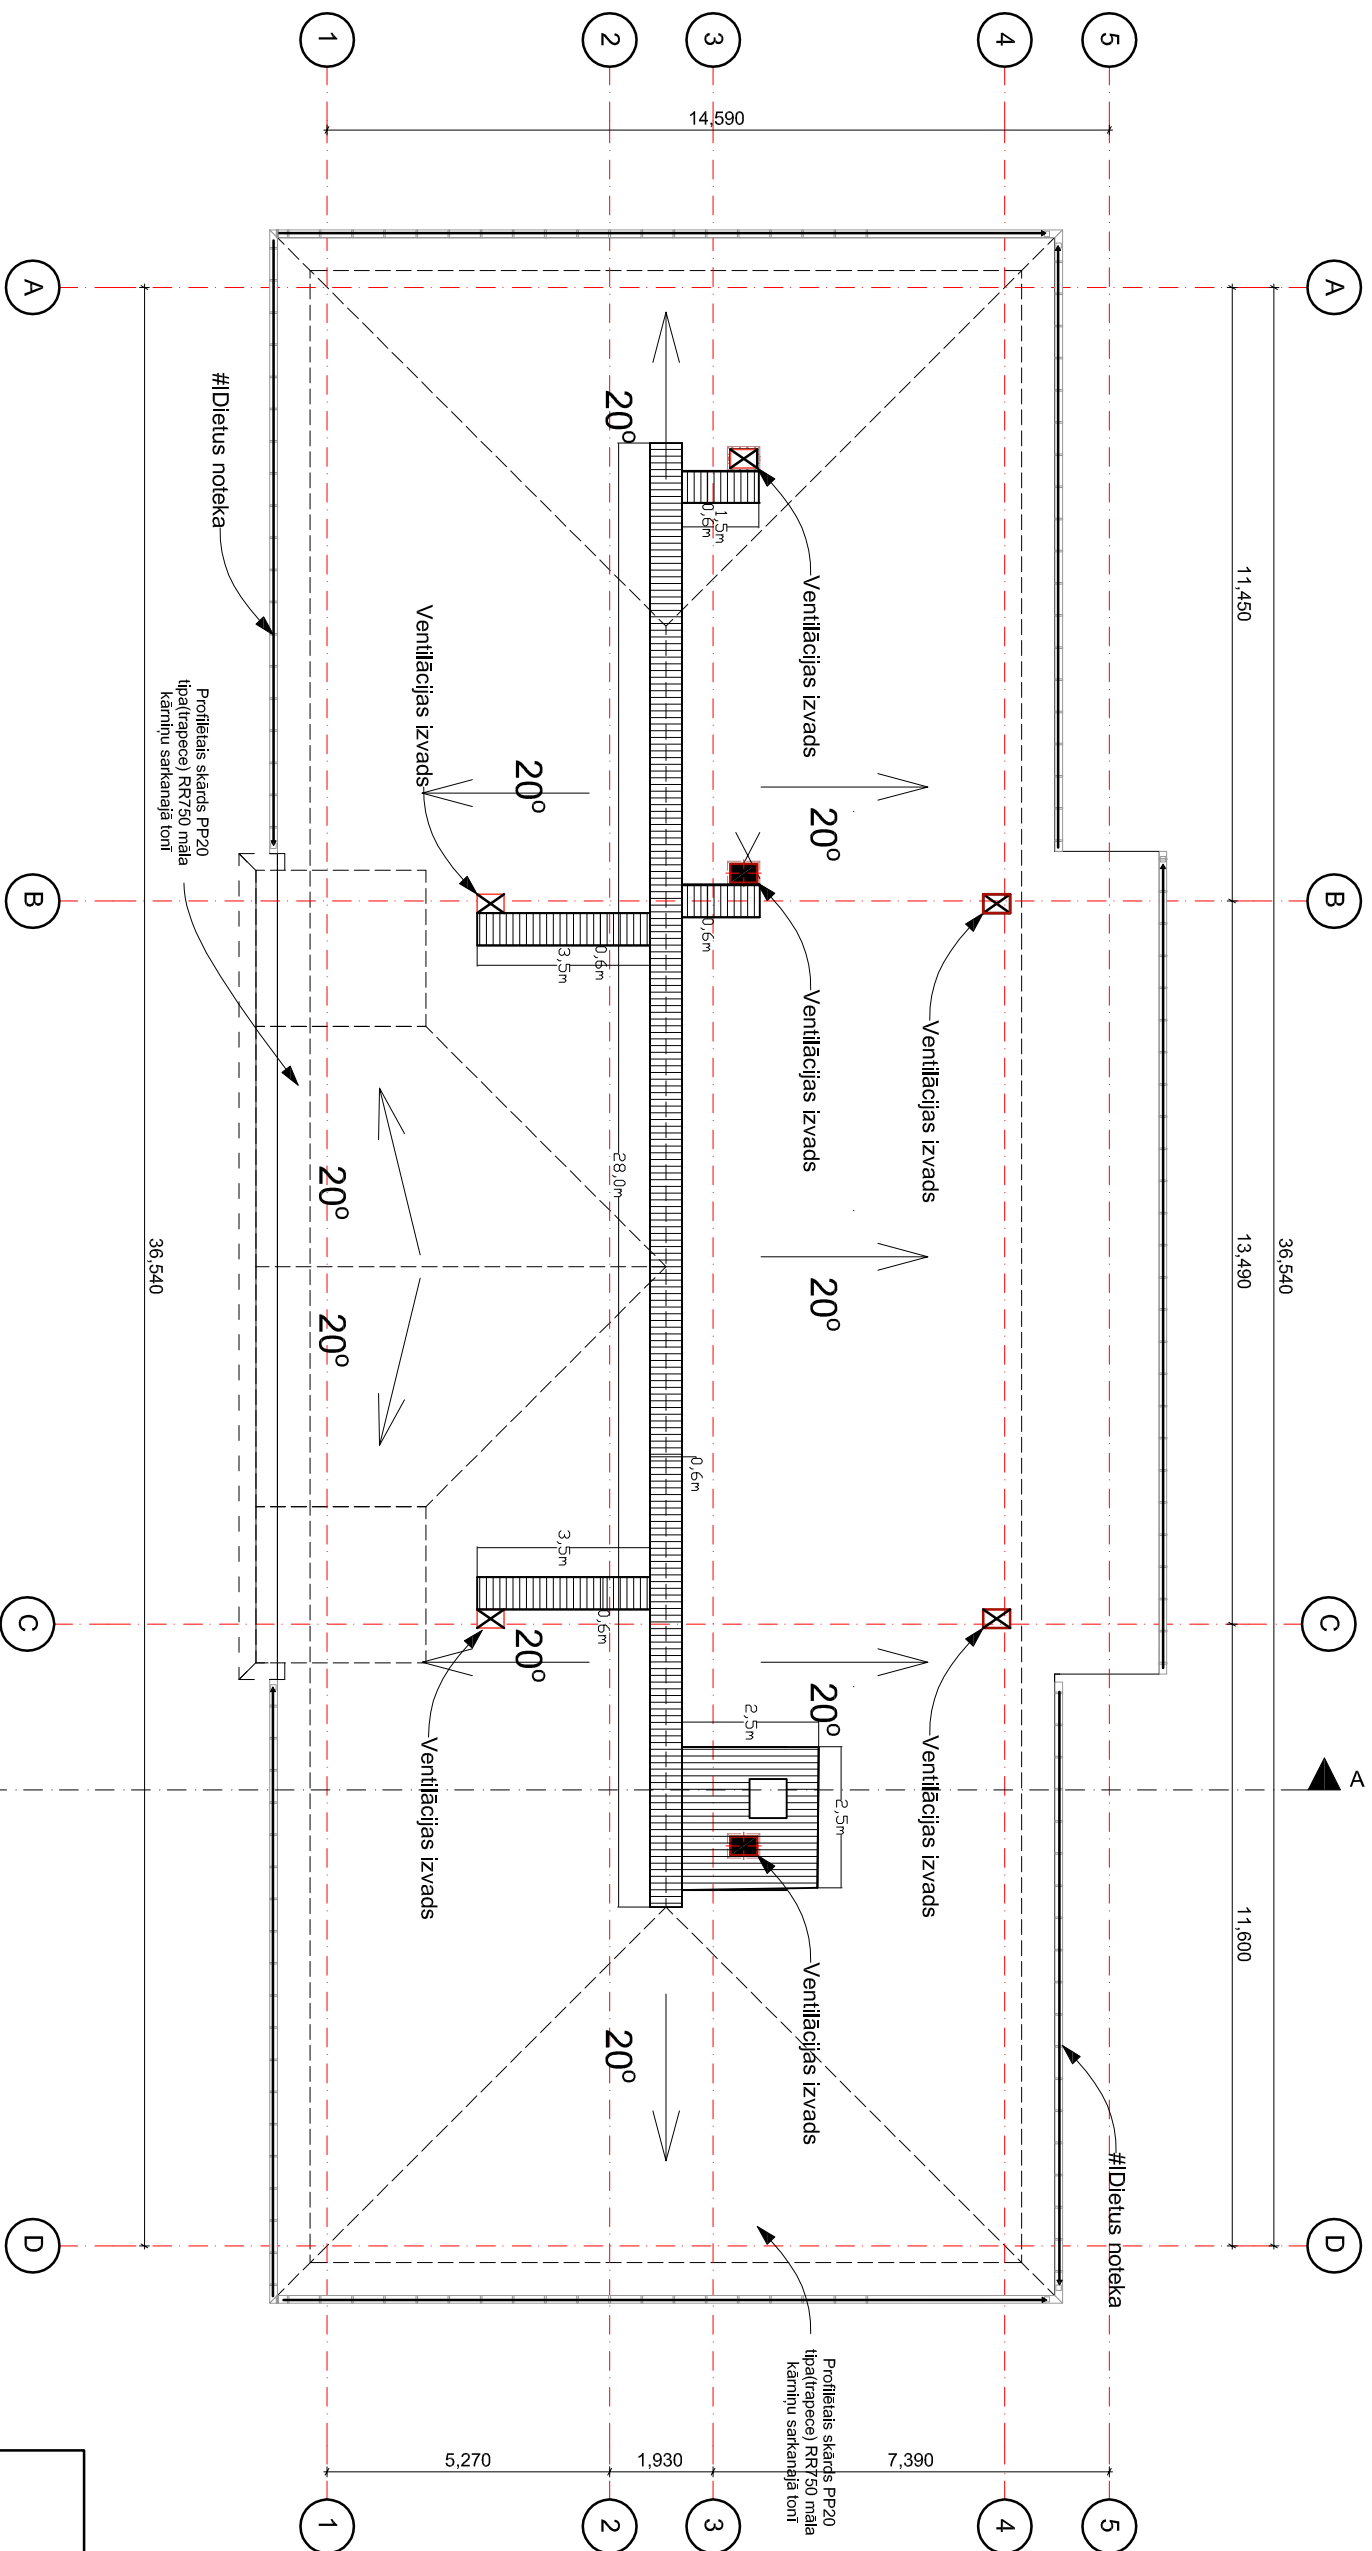 1
2
3
4
5
14,590
A
A
11,450
#IDietus noteka
20°
1,5m
0,6m
Ventilācijas izvads
Ventilācijas izvads
20°
20°
Profilētais skārds PP20
tipa(trapece) RR750 māla
kārniņu sarkanajā tonī
B
B
0,6m
0,6m
3,5m
Ventilācijas izvads
Ventilācijas izvads
28,0m
20°
20°
20°
36,540
13,490
36,540
0,6m
3,5m
0,6m
C
C
20°
20°
2,5m
2,5m
Ventilācijas izvads
Ventilācijas izvads
A
11,600
Ventilācijas izvads
20°
#IDietus noteka
D
D
Profilētais skārds PP20
tipa(trapece) RR750 māla
kārniņu sarkanajā tonī
5,270
1,930
7,390
1
2
3
4
5